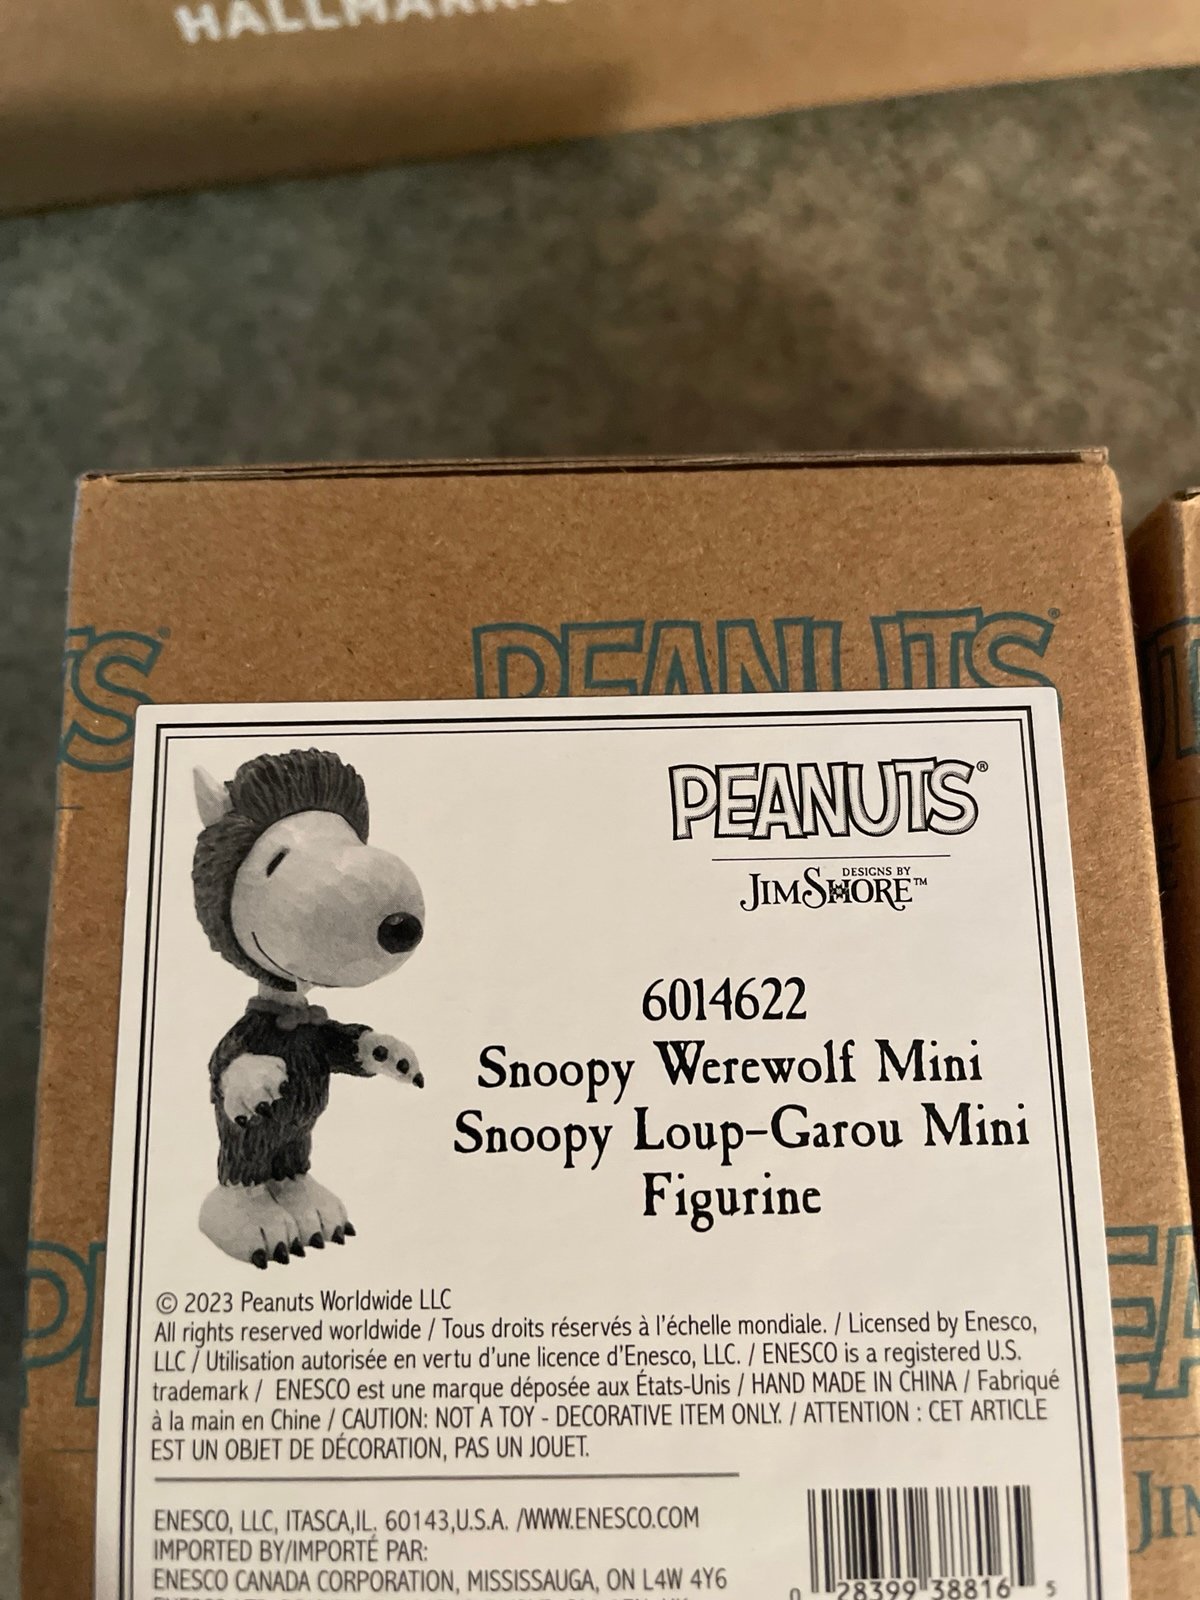 HALLMARK
PEANUTS®
PEANUTS®
DESIGNS BY
JIM SHORE™
6014622
Snoopy Werewolf Mini
Snoopy Loup-Garou Mini
Figurine
© 2023 Peanuts Worldwide LLC
All rights reserved worldwide / Tous droits réservés à l'échelle mondiale. / Licensed by Enesco,
LLC / Utilisation autorisée en vertu d'une licence d'Enesco, LLC. / ENESCO is a registered U.S.
trademark / ENESCO est une marque déposée aux États-Unis / HAND MADE IN CHINA / Fabriqué
à la main en Chine / CAUTION: NOT A TOY - DECORATIVE ITEM ONLY. / ATTENTION : CET ARTICLE
EST UN OBJET DE DÉCORATION, PAS UN JOUET.
ENESCO, LLC, ITASCA,IL. 60143,U.S.A. /WWW.ENESCO.COM
IMPORTED BY/IMPORTÉ PAR:
ENESCO CANADA CORPORATION, MISSISSAUGA, ON L4W 4Y6
0 28399 38816 5